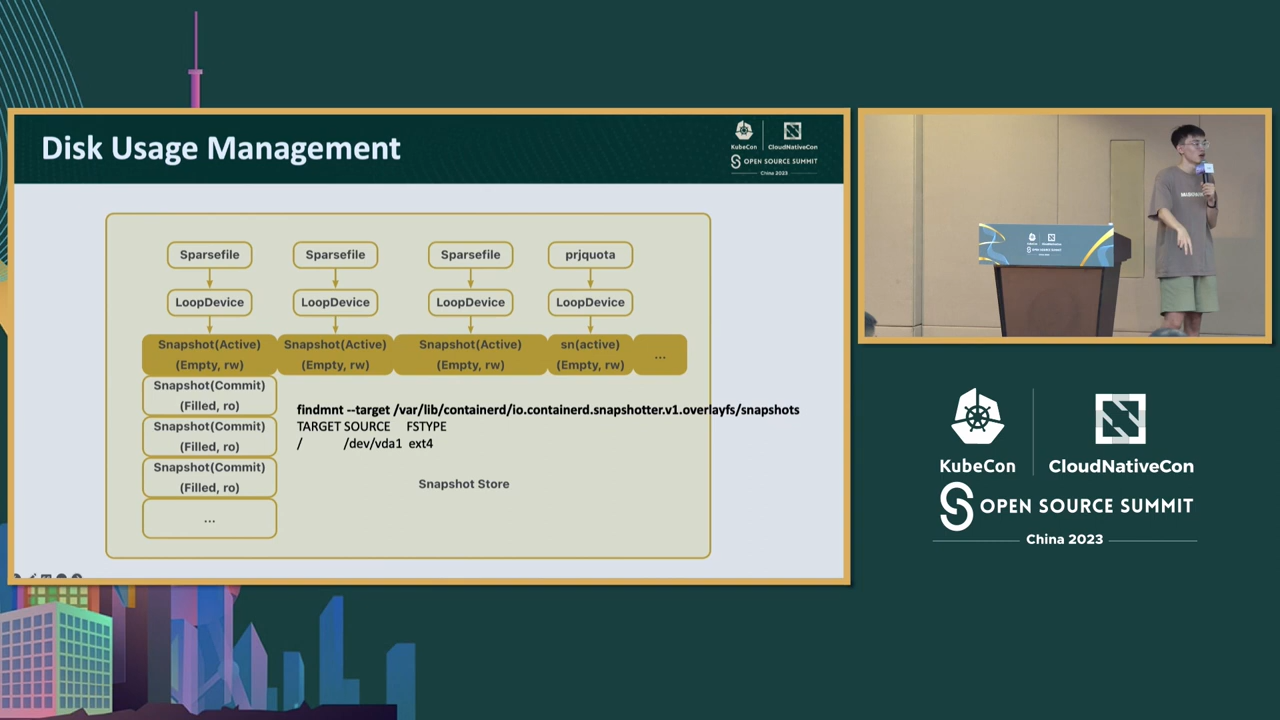 Disk Usage Management
KubeCon
CloudNativeCon
OPEN SOURCE SUMMIT
China 2023
Sparsefile
Sparsefile
Sparsefile
prjquota
LoopDevice
LoopDevice
LoopDevice
LoopDevice
Snapshot(Active)
(Empty, rw)
Snapshot(Active)
(Empty, rw)
Snapshot(Active)
(Empty, rw)
sn(active)
(Empty, rw)
...
Snapshot(Commit)
(Filled, ro)
Snapshot(Commit)
(Filled, ro)
Snapshot(Commit)
(Filled, ro)
...
findmnt --target /var/lib/containerd/io.containerd.snapshotter.v1.overlayfs/snapshots
TARGET SOURCE FSTYPE
/ /dev/vda1 ext4
Snapshot Store
KubeCon
CloudNativeCon
OPEN SOURCE SUMMIT
China 2023